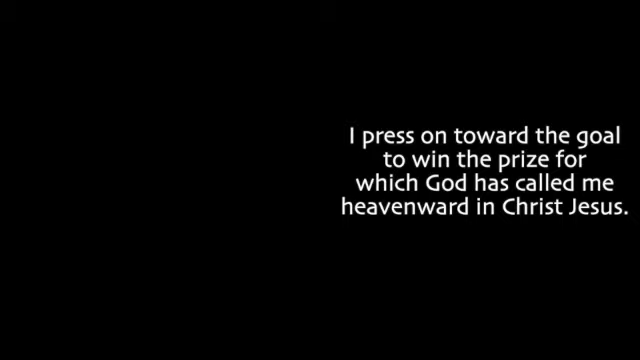 I press on toward the goal
to win the prize for
which God has called me
heavenward in Christ Jesus.